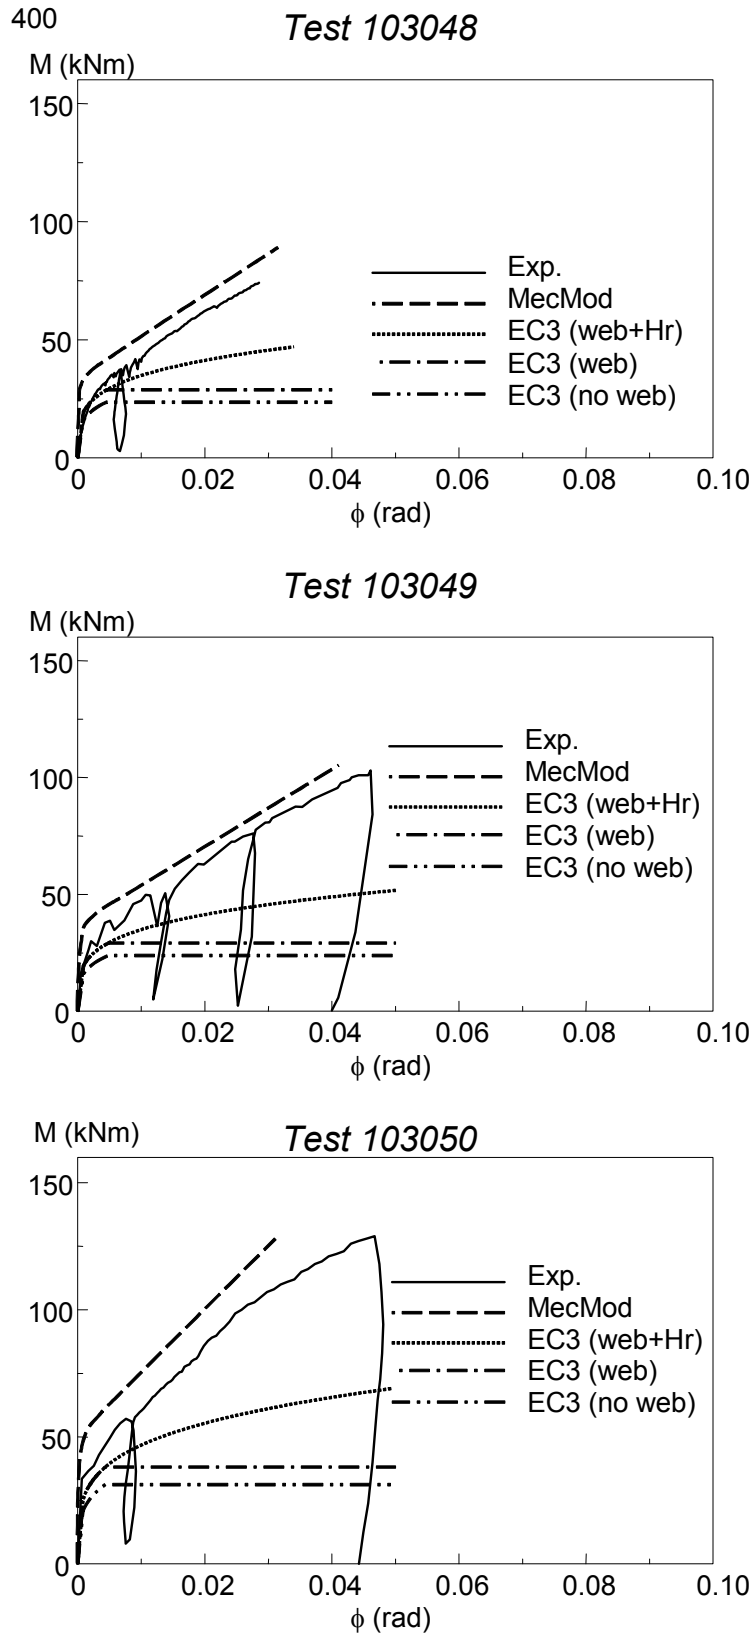 400
Test 103048
M (kNm)
150
100
50
0
0 0.02 0.04 0.06 0.08 0.10
ϕ (rad)
Exp.
MecMod
EC3 (web+Hr)
EC3 (web)
EC3 (no web)
Test 103049
M (kNm)
150
100
50
0
0 0.02 0.04 0.06 0.08 0.10
ϕ (rad)
Exp.
MecMod
EC3 (web+Hr)
EC3 (web)
EC3 (no web)
M (kNm) Test 103050
150
100
50
0
0 0.02 0.04 0.06 0.08 0.10
ϕ (rad)
Exp.
MecMod
EC3 (web+Hr)
EC3 (web)
EC3 (no web)